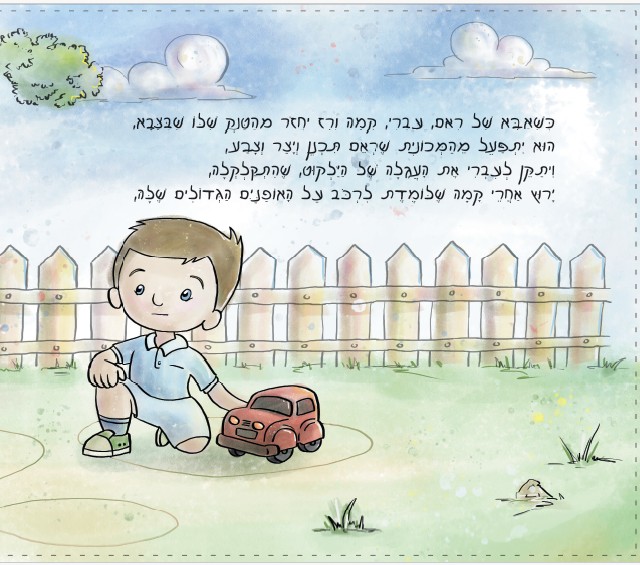 כְּשֶׁאַבָּא שֶׁל רְאֵם, עִבְרִי, קָמָה וְרַז יַחְזֹר מֵהַטַּנְק שֶׁלּוֹ שֶׁבַּצָּבָא,
הוּא יִתְפַּעֵל מֵהַמְּכוֹנִית שֶׁרְאֵם תִּכְנֵן וְיָצַר וְצָבַע,
וִיתַקֵּן לְעִבְרִי אֶת הָעֲגָלָה שֶׁל הַיַּלְקוּט, שֶׁהִתְקַלְקְלָה,
יָרוּץ אַחֲרֵי קָמָה שֶׁלּוֹמֶדֶת לִרְכֹּב עַל הָאוֹפַנַּיִם הַגְּדוֹלִים שֶׁלָּהּ,